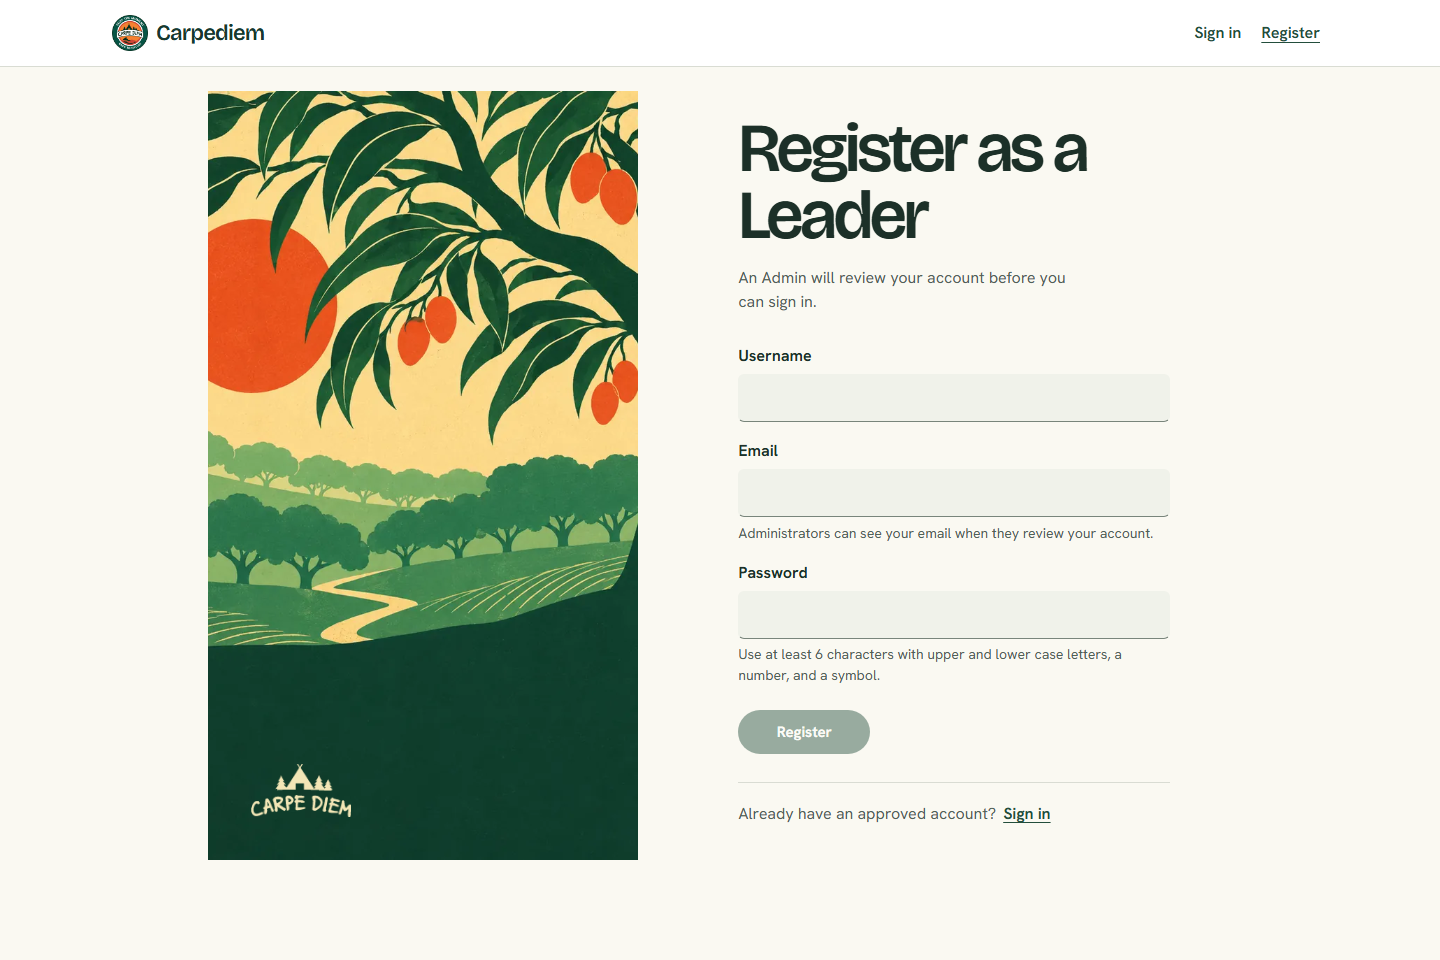 Carpediem
Sign in
Register
Register as a
Leader
An Admin will review your account before you
can sign in.
Username
Email
Administrators can see your email when they review your account.
Password
Use at least 6 characters with upper and lower case letters, a
number, and a symbol.
Register
Already have an approved account? Sign in
CARPE DIEM